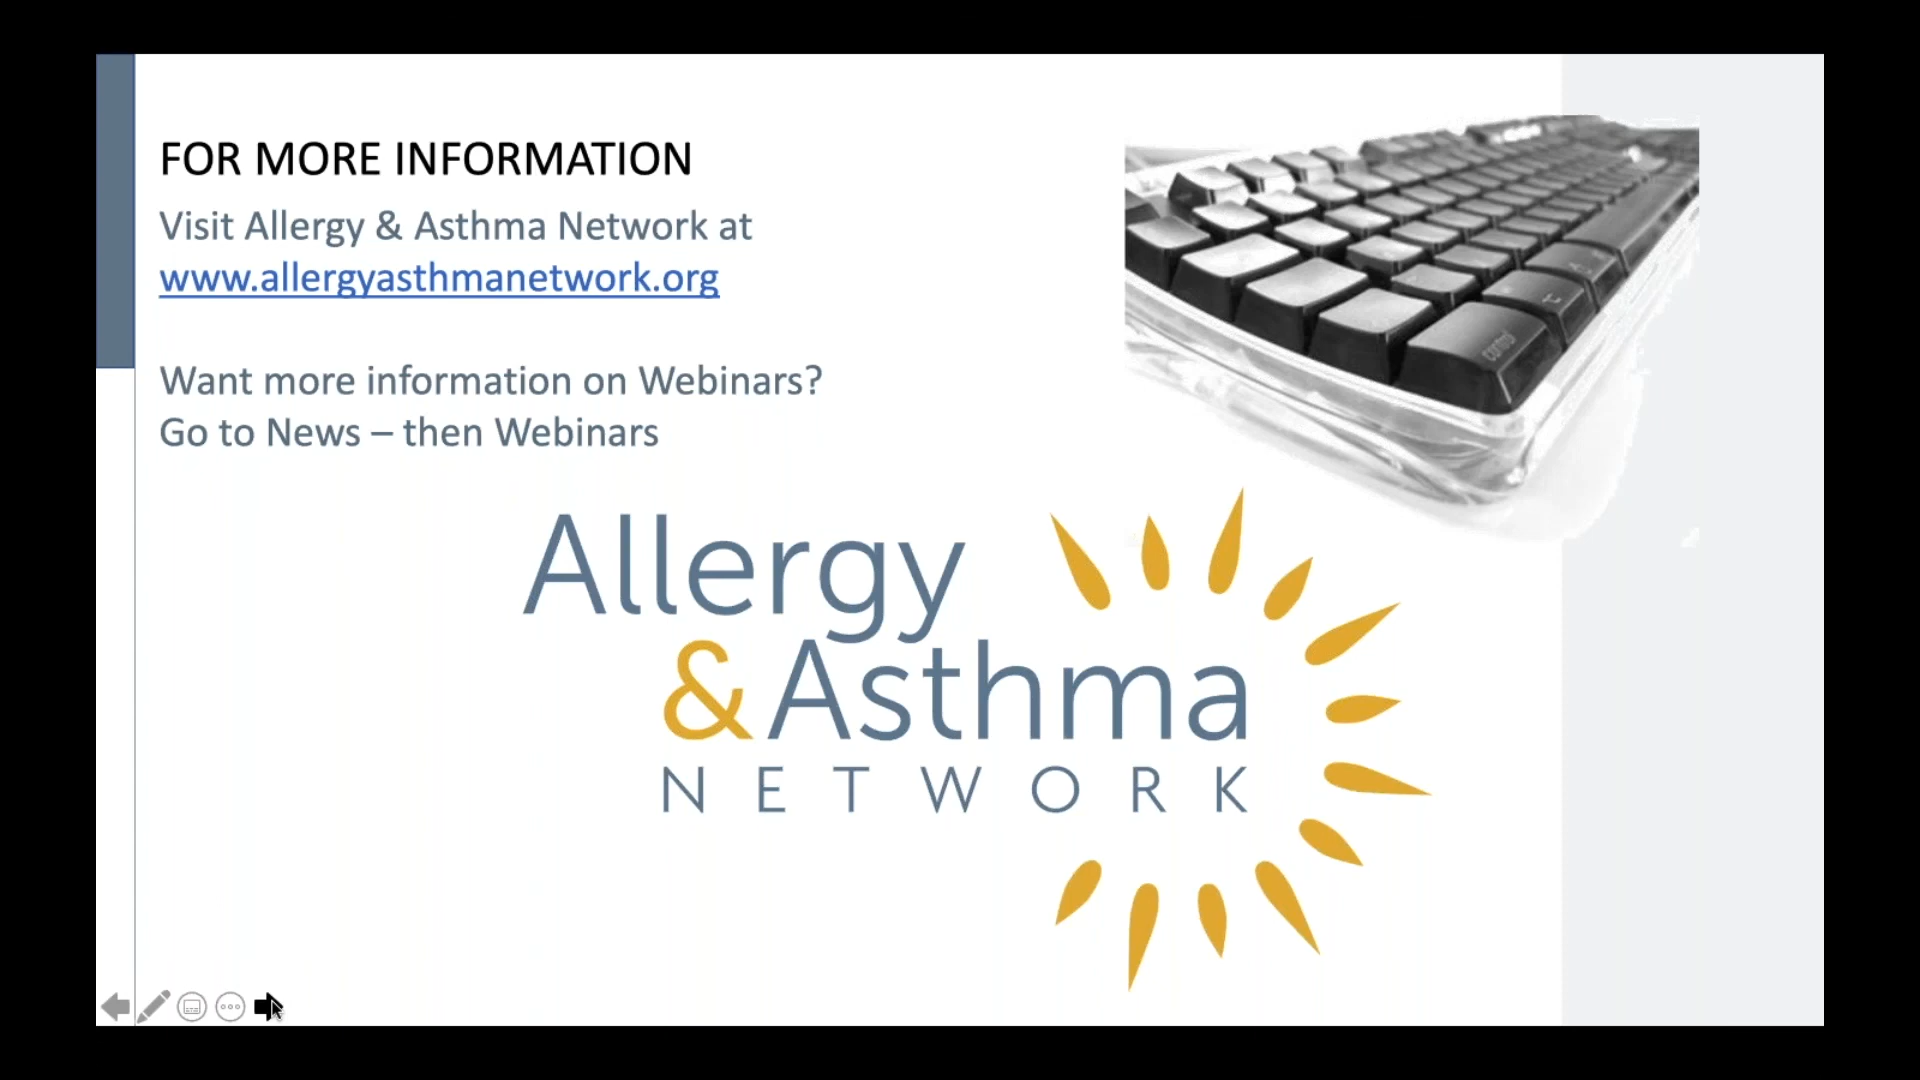 FOR MORE INFORMATION
Visit Allergy & Asthma Network at
www.allergyasthmanetwork.org
Want more information on Webinars?
Go to News – then Webinars
control
Allergy
& Asthma
NETWORK